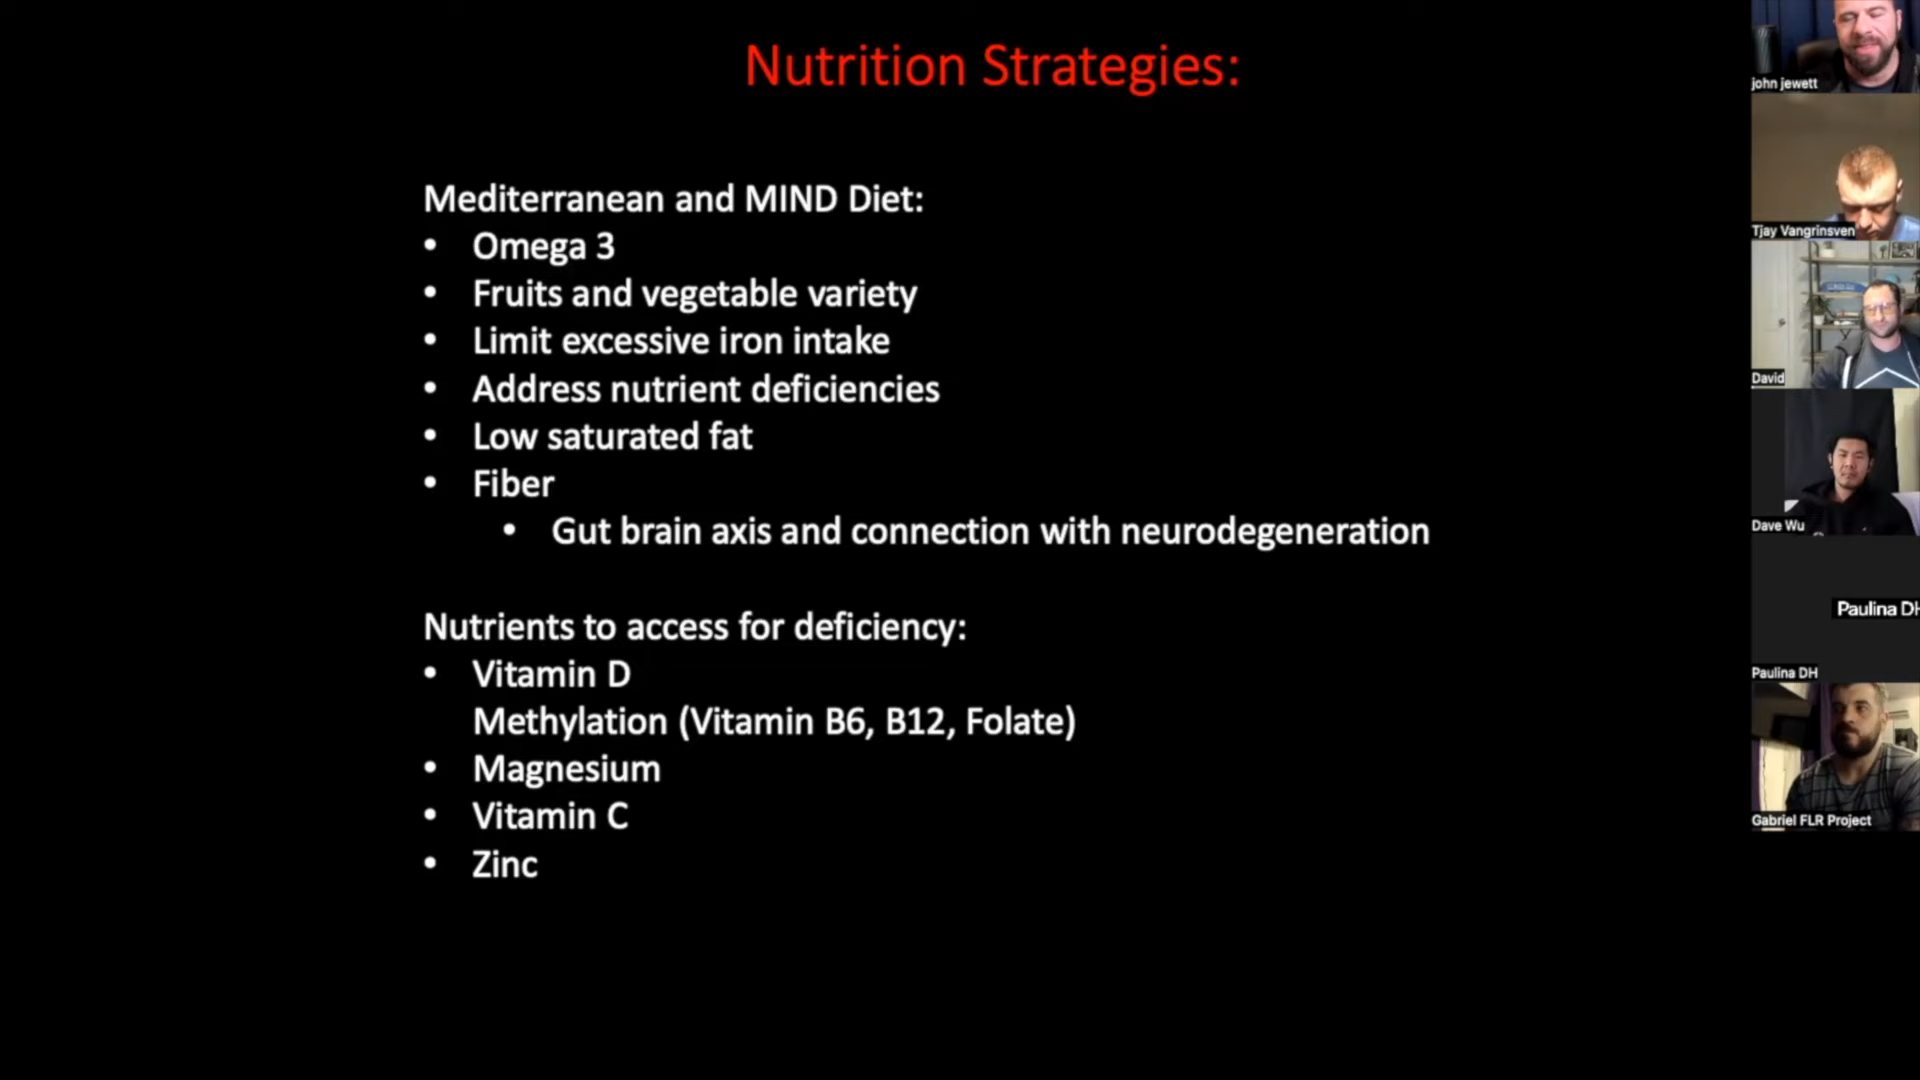 Nutrition Strategies:
Mediterranean and MIND Diet:
• Omega 3
• Fruits and vegetable variety
• Limit excessive iron intake
• Address nutrient deficiencies
• Low saturated fat
• Fiber
• Gut brain axis and connection with neurodegeneration
Nutrients to access for deficiency:
• Vitamin D
Methylation (Vitamin B6, B12, Folate)
• Magnesium
• Vitamin C
• Zinc
john jewett
Tjay Vangrinsven
David
Dave Wu
Paulina DH
Paulina DH
Gabriel FLR Project